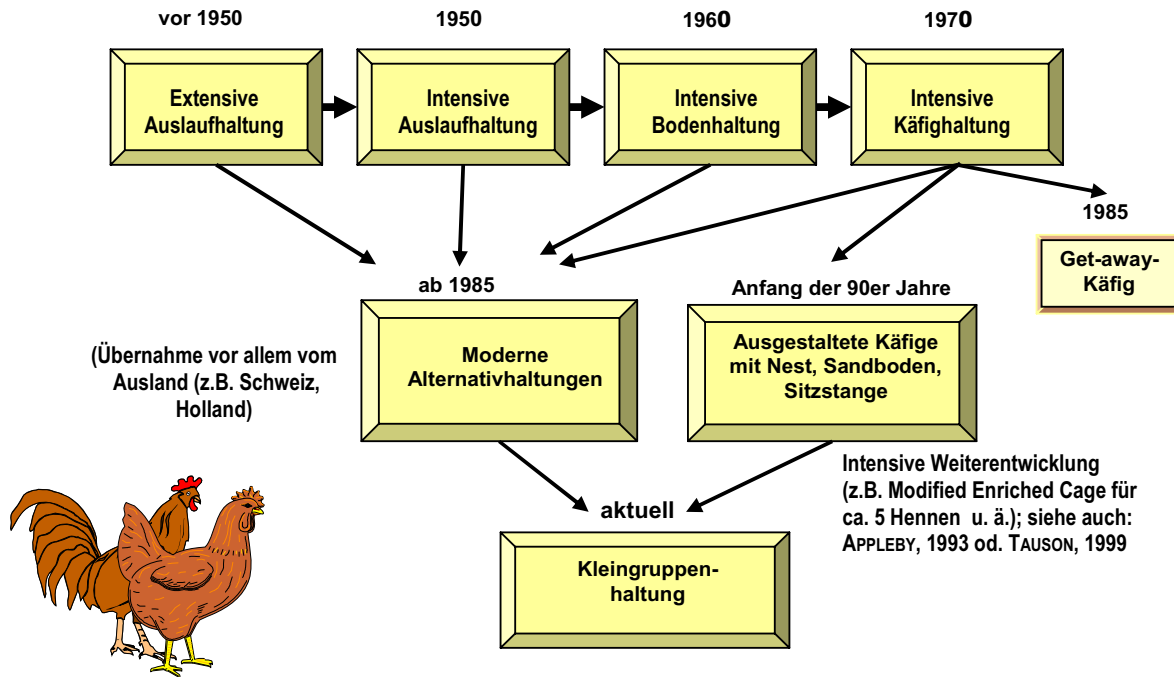 vor 1950
1950
1960
1970
Extensive
Auslaufhaltung
Intensive
Auslaufhaltung
Intensive
Bodenhaltung
Intensive
Käfighaltung
1985
Get-away-
Käfig
ab 1985
Anfang der 90er Jahre
(Übernahme vor allem vom
Ausland (z.B. Schweiz,
Holland)
Moderne
Alternativhaltungen
Ausgestaltete Käfige
mit Nest, Sandboden,
Sitzstange
Intensive Weiterentwicklung
(z.B. Modified Enriched Cage für
ca. 5 Hennen u. ä.); siehe auch:
APPLEBY, 1993 od. TAUSON, 1999
aktuell
Kleingruppen-
haltung